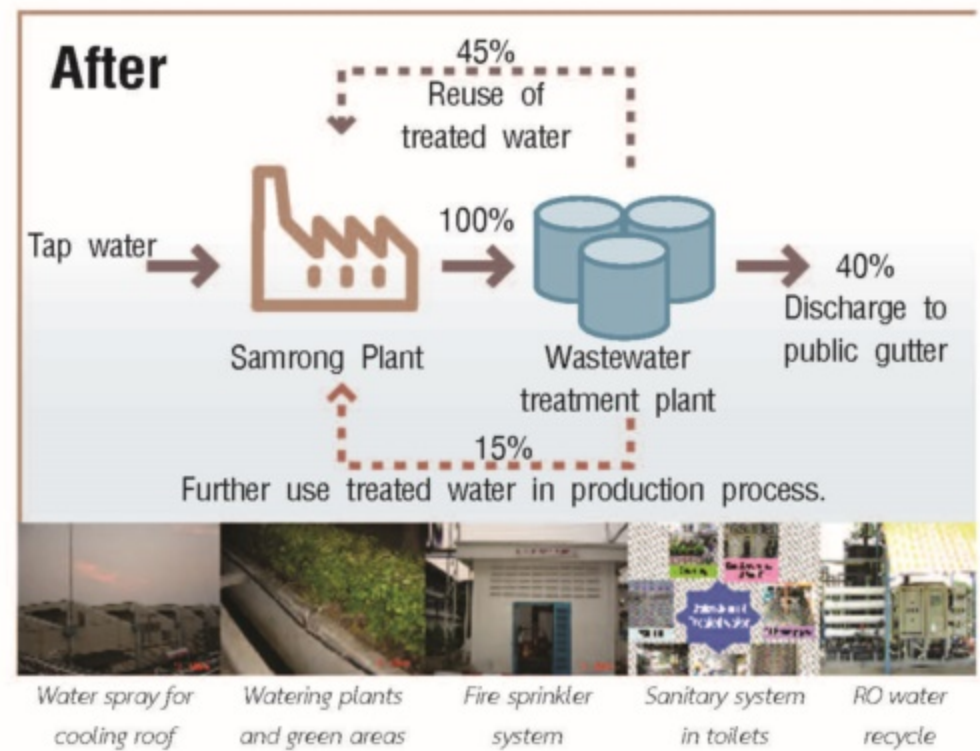 After
45%
Reuse of
treated water
Tap water
100%
40%
Discharge to
public gutter
Samrong Plant
Wastewater
treatment plant
15%
Further use treated water in production process.
Water spray for
cooling roof
Watering plants
and green areas
Fire sprinkler
system
Sanitary system
in toilets
RO water
recycle